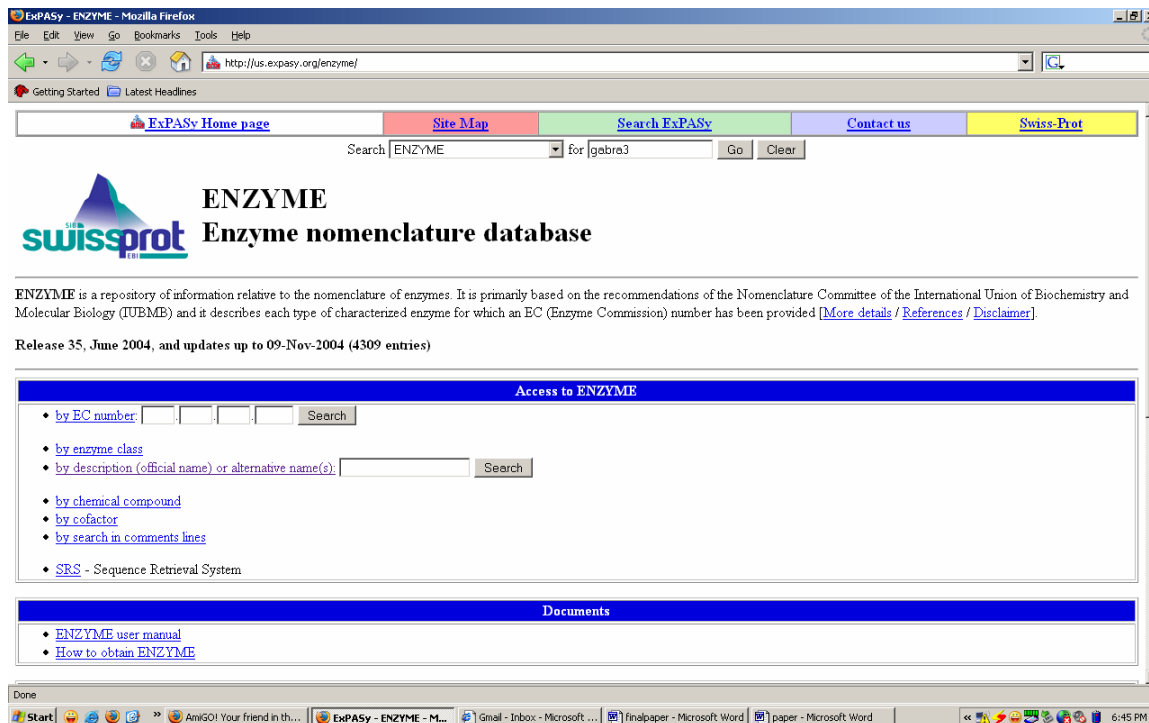 ExPASy - ENZYME - Mozilla Firefox
File Edit View Go Bookmarks Tools Help
http://us.expasy.org/enzyme/
G
Getting Started Latest Headlines
ExPASy Home page Site Map Search ExPASy Contact us Swiss-Prot
Search ENZYME for gabra3 Go Clear
ENZYME
SIB
swissprot
EBI
Enzyme nomenclature database
ENZYME is a repository of information relative to the nomenclature of enzymes. It is primarily based on the recommendations of the Nomenclature Committee of the International Union of Biochemistry and
Molecular Biology (IUBMB) and it describes each type of characterized enzyme for which an EC (Enzyme Commission) number has been provided [More details / References / Disclaimer].
Release 35, June 2004, and updates up to 09-Nov-2004 (4309 entries)
Access to ENZYME
• by EC number: . . . Search
• by enzyme class
• by description (official name) or alternative name(s): Search
• by chemical compound
• by cofactor
• by search in comments lines
• SRS - Sequence Retrieval System
Documents
• ENZYME user manual
• How to obtain ENZYME
Done
Start » AmiGO! Your friend in th... ExPASy - ENZYME - M... Gmail - Inbox - Microsoft ... finalpaper - Microsoft Word paper - Microsoft Word « 6:45 PM